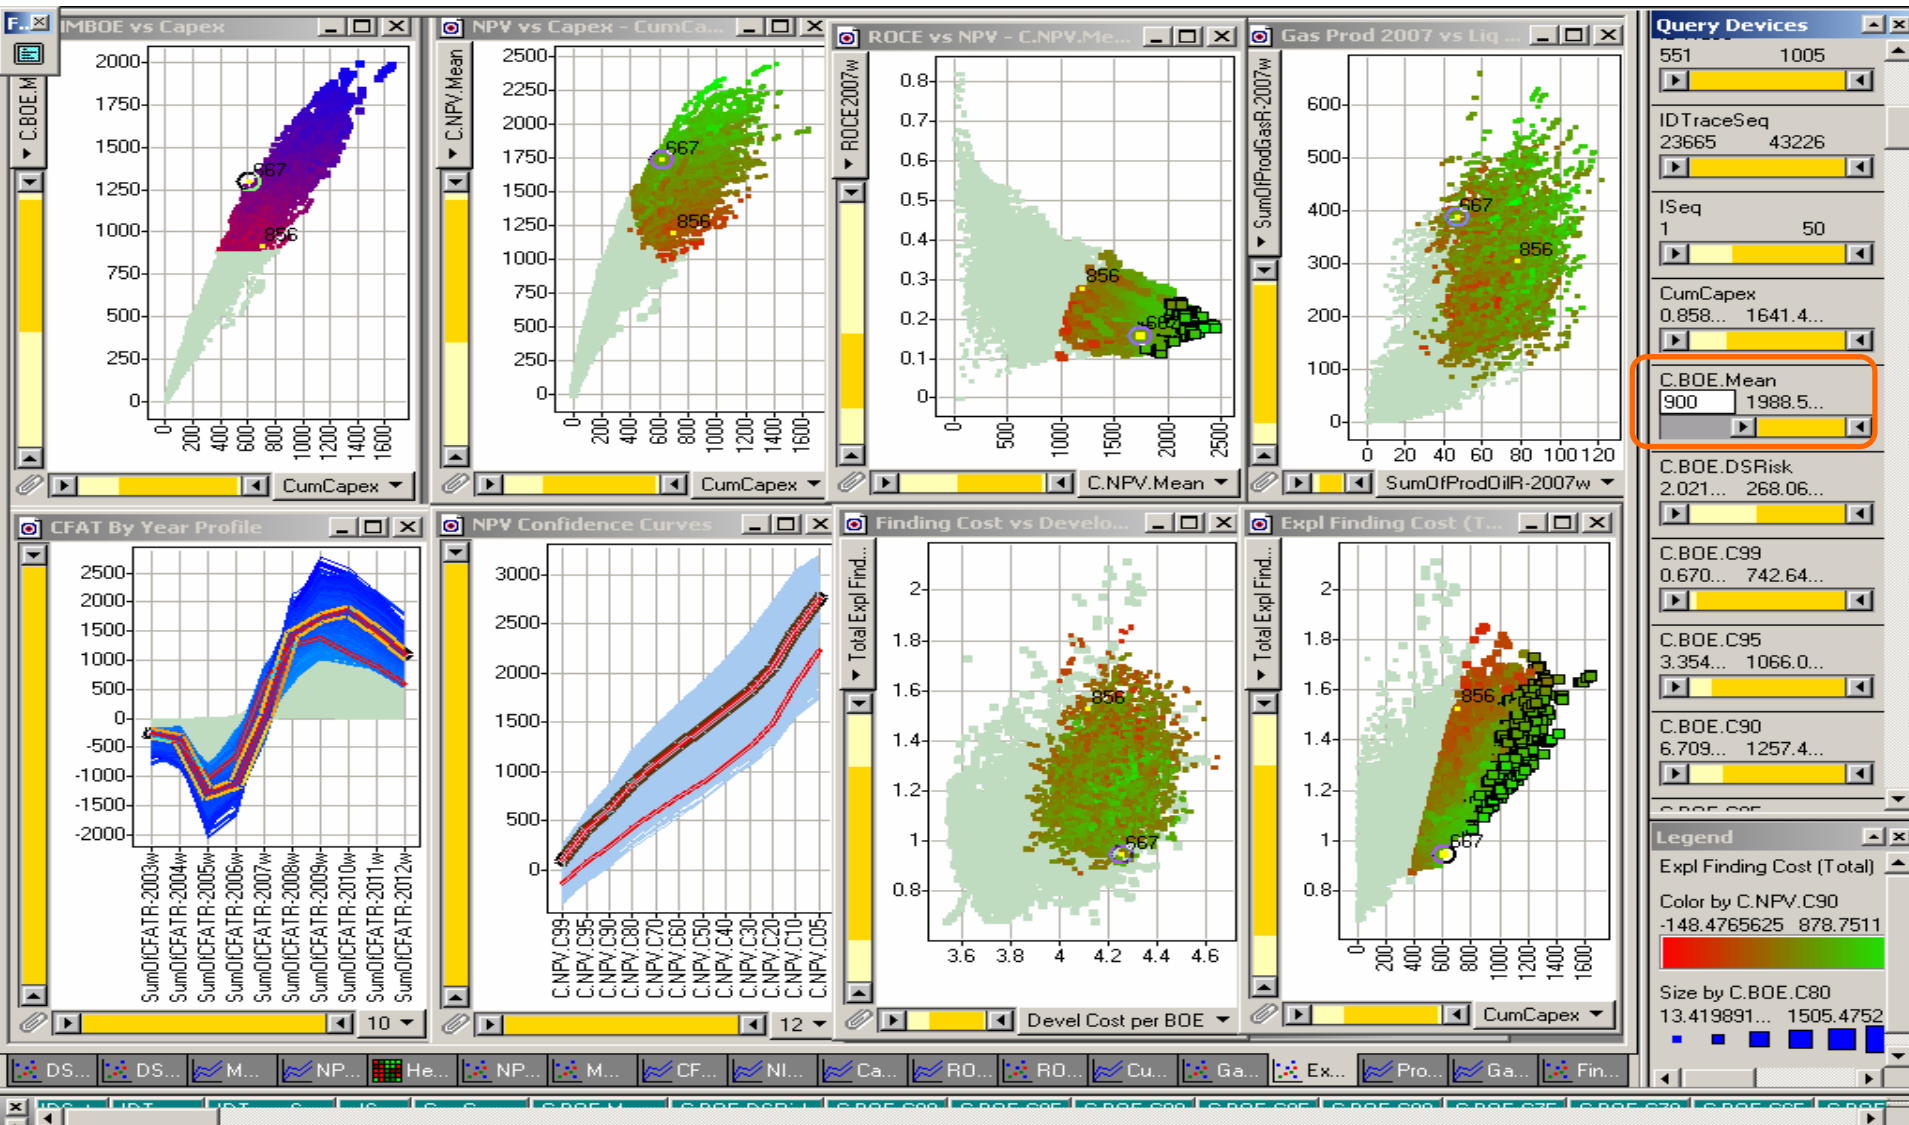 F..
MMBOE vs Capex
C.BOE.M
2000
1750
1500
1250
1000
750
500
250
0
667
856
0 200 400 600 800 1000 1200 1400 1600
CumCapex
NPV vs Capex - CumCa...
C.NPV.Mean
2500
2250
2000
1750
1500
1250
1000
750
500
250
0
667
856
0 200 400 600 800 1000 1200 1400 1600
CumCapex
ROCE vs NPV - C.NPV.Me...
ROCE2007w
0.8
0.7
0.6
0.5
0.4
0.3
0.2
0.1
0
856
667
0 500 1000 1500 2000 2500
C.NPV.Mean
Gas Prod 2007 vs Liq ...
SumOfProdGasR-2007w
600
500
400
300
200
100
0
667
856
0 20 40 60 80 100 120
SumOfProdOilR-2007w
CFAT By Year Profile
2500
2000
1500
1000
500
0
-500
-1000
-1500
-2000
SumOfCFATR-2003w
SumOfCFATR-2004w
SumOfCFATR-2005w
SumOfCFATR-2006w
SumOfCFATR-2007w
SumOfCFATR-2008w
SumOfCFATR-2009w
SumOfCFATR-2010w
SumOfCFATR-2011w
SumOfCFATR-2012w
10
NPV Confidence Curves
3000
2500
2000
1500
1000
500
0
C.NPV.C99
C.NPV.C95
C.NPV.C90
C.NPV.C80
C.NPV.C70
C.NPV.C60
C.NPV.C50
C.NPV.C40
C.NPV.C30
C.NPV.C20
C.NPV.C10
C.NPV.C05
12
Finding Cost vs Develo...
Total Expl Find...
2
1.8
1.6
1.4
1.2
1
0.8
856
667
3.6 3.8 4 4.2 4.4 4.6
Devel Cost per BOE
Expl Finding Cost (T...
Total Expl Find...
2
1.8
1.6
1.4
1.2
1
0.8
856
667
0 200 400 600 800 1000 1200 1400 1600
CumCapex
Query Devices
551 1005
IDTraceSeq
23665 43226
ISeq
1 50
CumCapex
0.858... 1641.4...
C.BOE.Mean
900 1988.5...
C.BOE.DSRisk
2.021... 268.06...
C.BOE.C99
0.670... 742.64...
C.BOE.C95
3.354... 1066.0...
C.BOE.C90
6.709... 1257.4...
Legend
Expl Finding Cost (Total)
Color by C.NPV.C90
-148.4765625 878.7511
Size by C.BOE.C80
13.419891... 1505.4752
DS... DS... M... NP... He... NP... M... CF... NI... Ca... RO... RO... Cu... Ga... Ex... Pro... Ga... Fin...